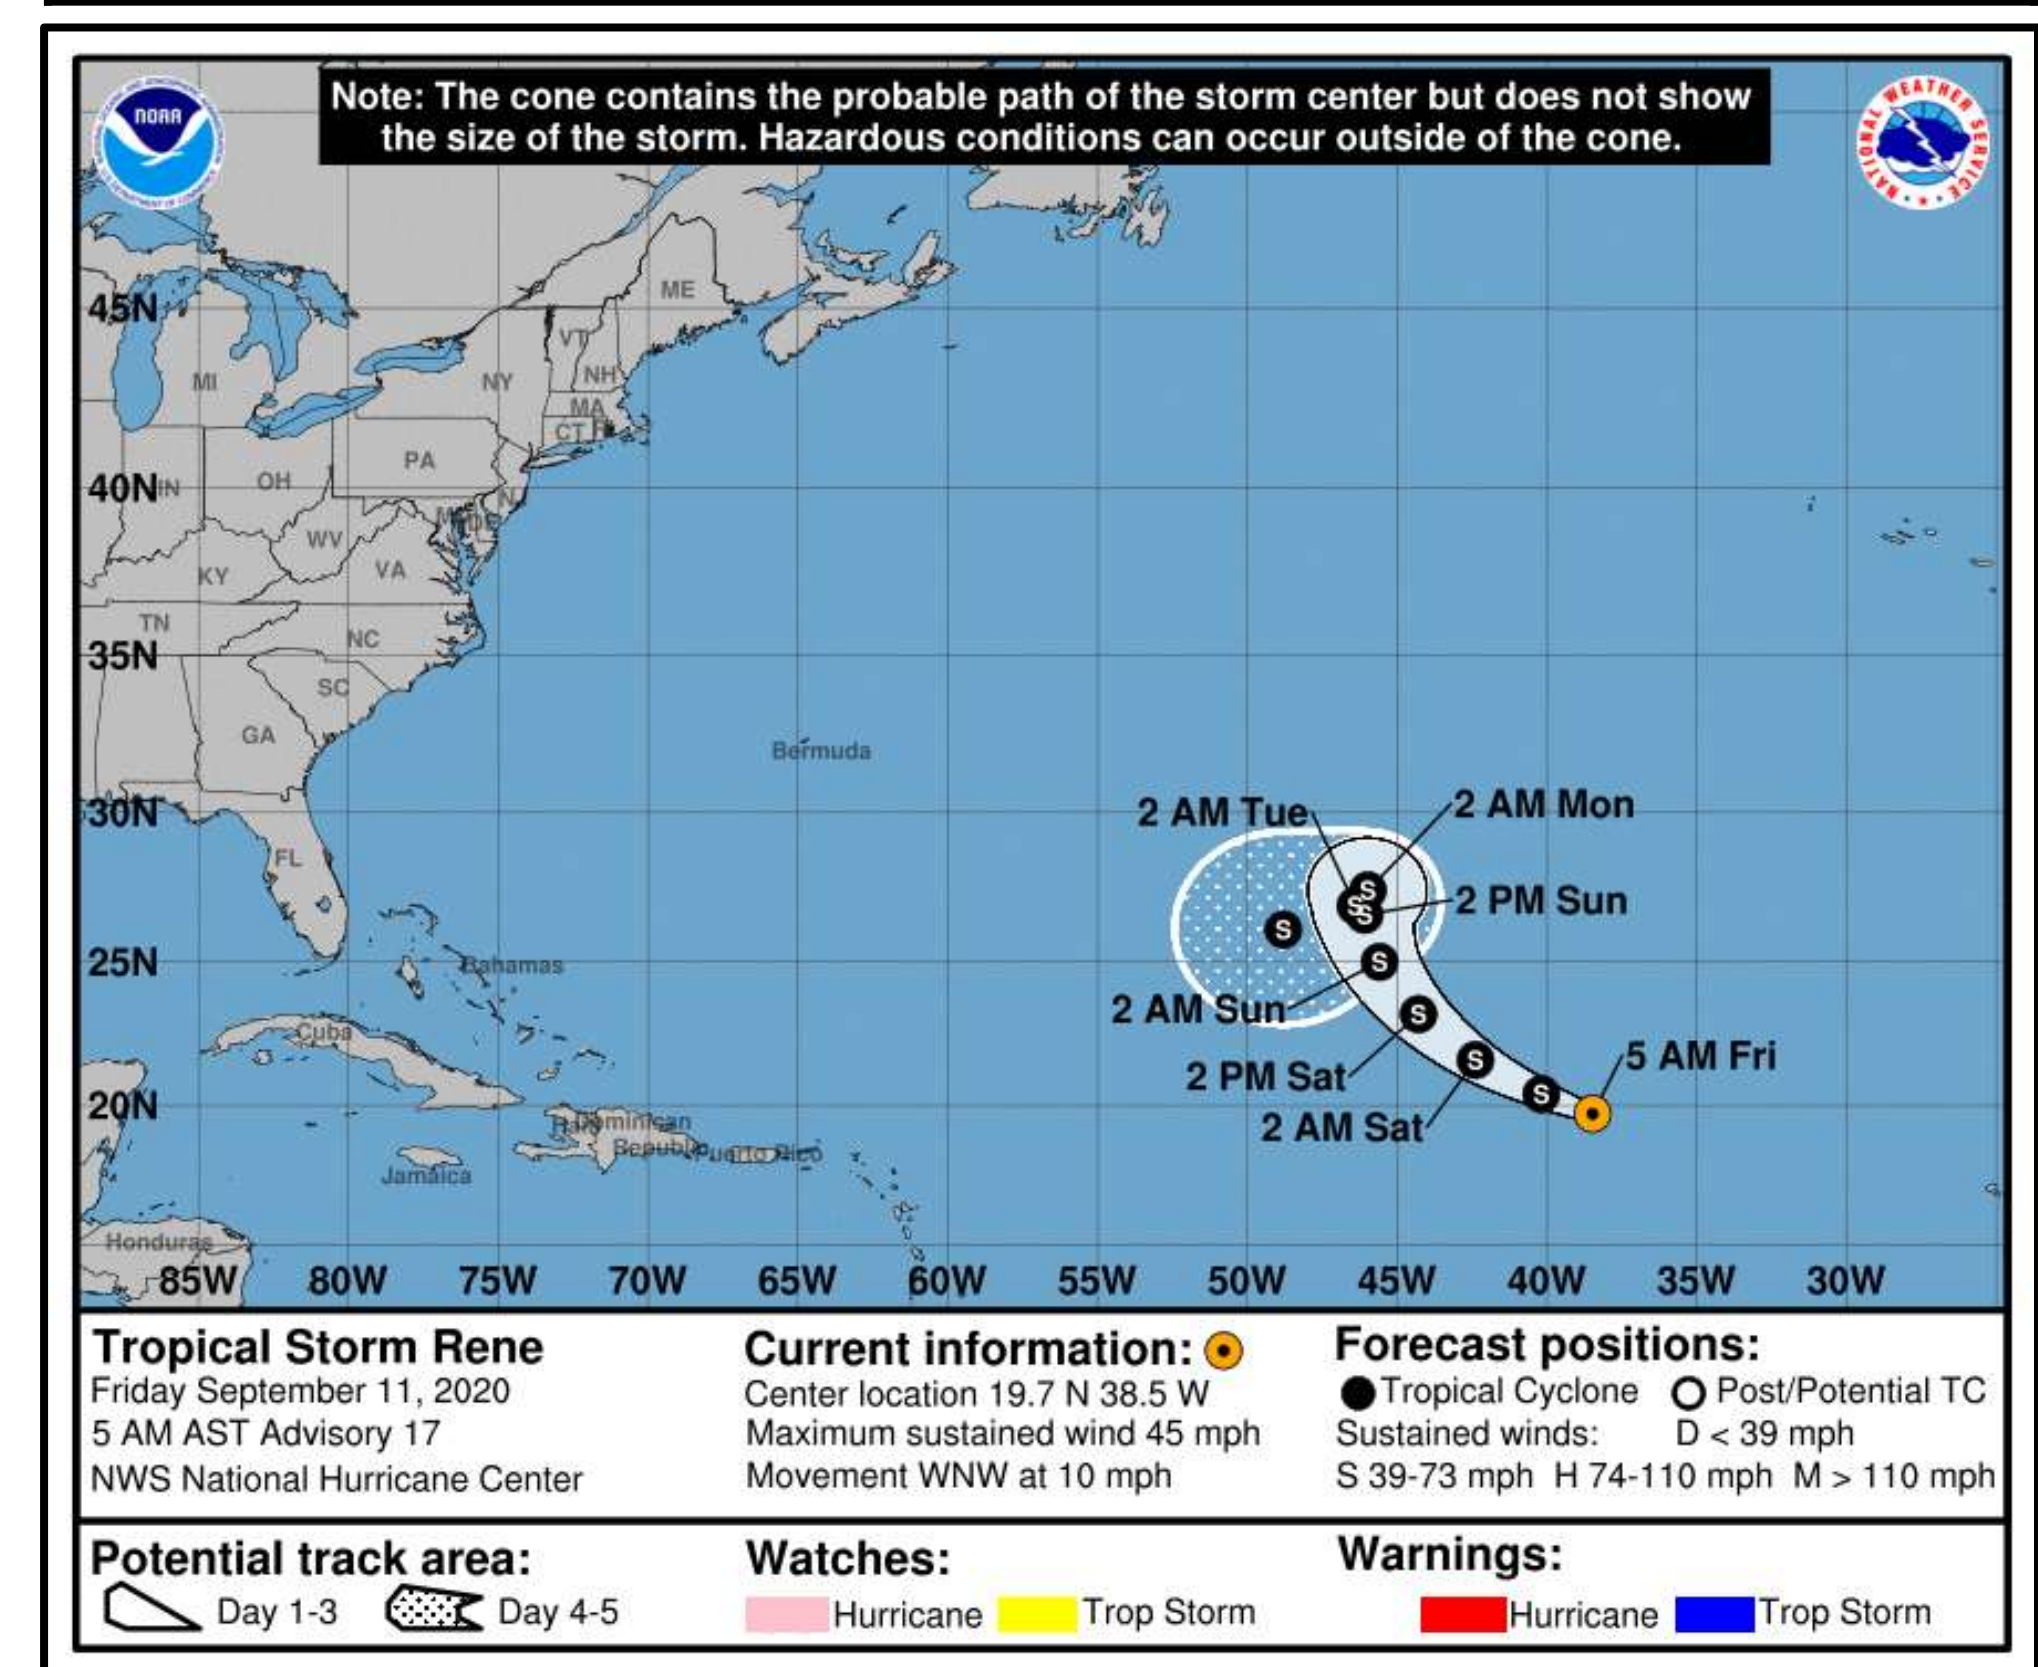 Note: The cone contains the probable path of the storm center but does not show
the size of the storm. Hazardous conditions can occur outside of the cone.
NOAA
NATIONAL WEATHER SERVICE
ME
45N
VT
MI
NY
NH
MA
CT
PA
40N
IN
OH
WV
VA
KY
TN
NC
35N
SC
GA
Bermuda
30N
2 AM Tue
2 AM Mon
FL
2 PM Sun
S
S
S
S
25N
Bahamas
S
2 AM Sun
S
Cuba
2 PM Sat
S
5 AM Fri
S
20N
2 AM Sat
Dominican
Republic
Puerto Rico
Jamaica
Honduras
85W 80W 75W 70W 65W 60W 55W 50W 45W 40W 35W 30W
Tropical Storm Rene
Friday September 11, 2020
5 AM AST Advisory 17
NWS National Hurricane Center
Current information:
Center location 19.7 N 38.5 W
Maximum sustained wind 45 mph
Movement WNW at 10 mph
Forecast positions:
Tropical Cyclone Post/Potential TC
Sustained winds: D < 39 mph
S 39-73 mph H 74-110 mph M > 110 mph
Potential track area:
Day 1-3 Day 4-5
Watches:
Hurricane Trop Storm
Warnings:
Hurricane Trop Storm